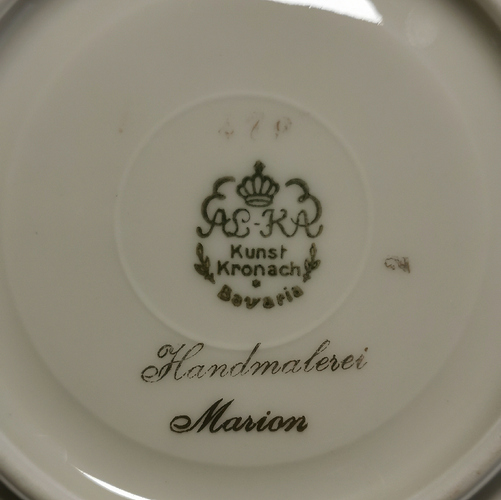 AL-KA
Kunst
Kronach
Bavaria
Handmalerei
Marion